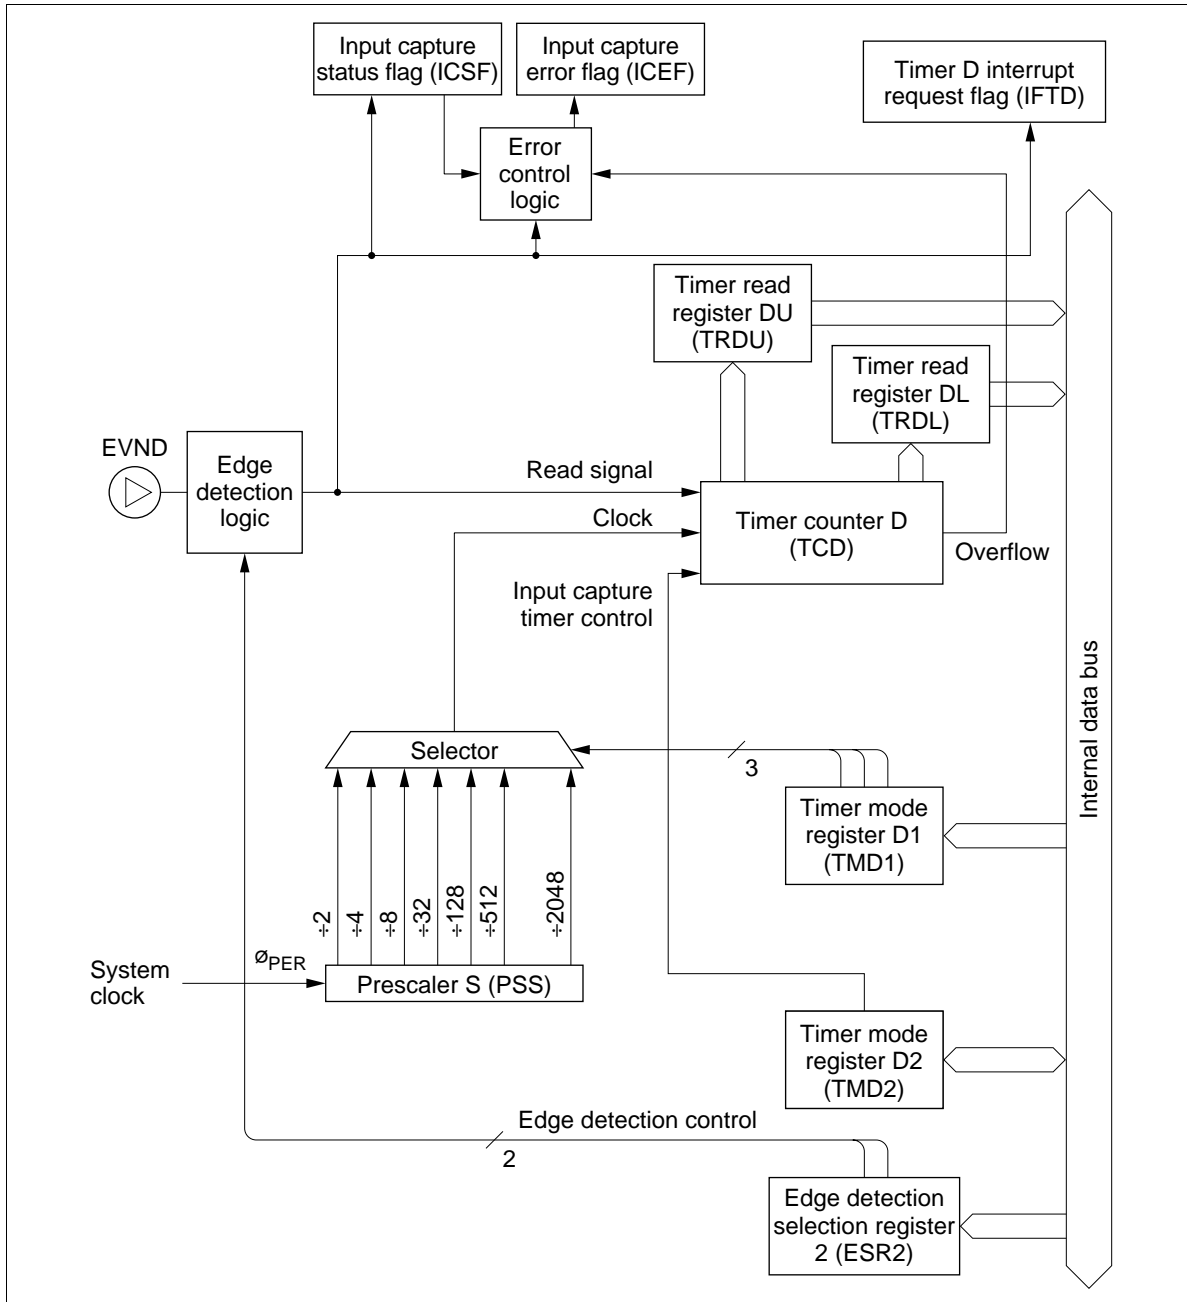 Input capture
status flag (ICSF)
Input capture
error flag (ICEF)
Timer D interrupt
request flag (IFTD)
Error
control
logic
Timer read
register DU
(TRDU)
Timer read
register DL
(TRDL)
EVND
Edge
detection
logic
Read signal
Clock
Timer counter D
(TCD)
Overflow
Input capture
timer control
Internal data bus
Selector
3
Timer mode
register D1
(TMD1)
÷2
÷4
÷8
÷32
÷128
÷512
÷2048
System
clock
øPER
Prescaler S (PSS)
Timer mode
register D2
(TMD2)
Edge detection control
2
Edge detection
selection register
2 (ESR2)